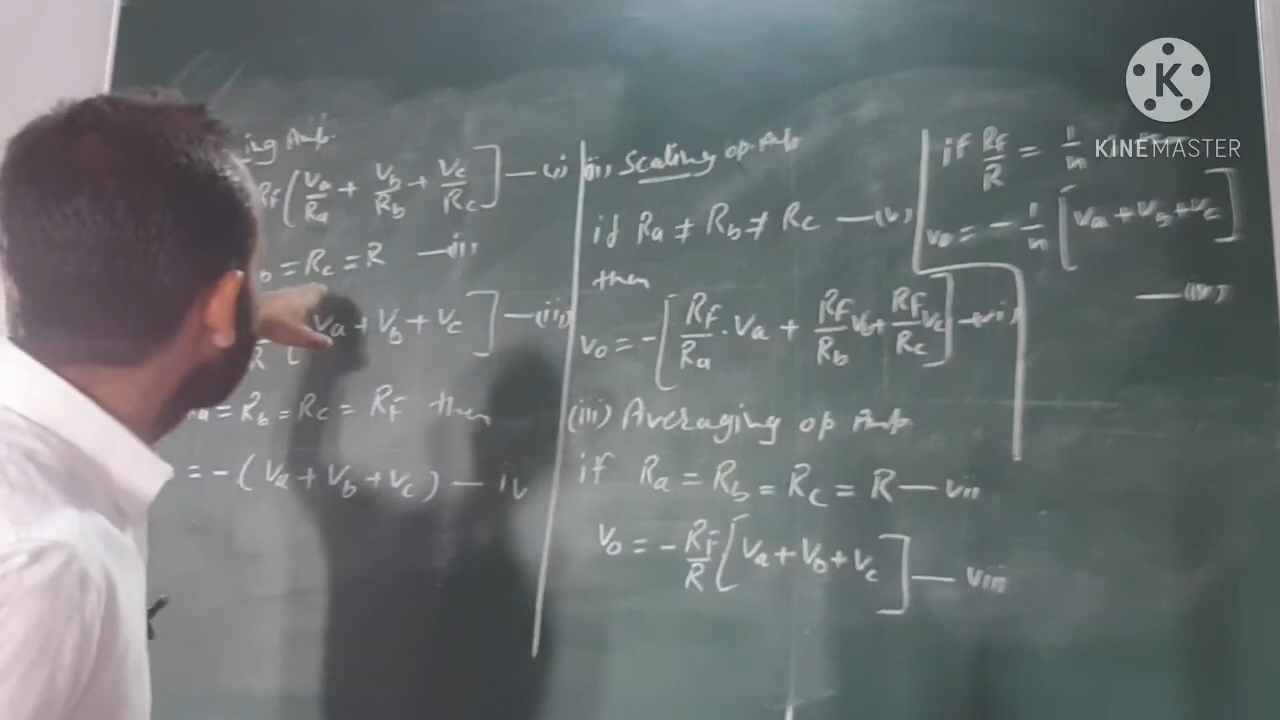 ing Amp.
RF(Va/Ra + Vb/Rb + Vc/Rc] — (i)
b = Rc = R — (ii)
R [Va + Vb + Vc] — (iii)
a = Rb = Rc = RF then
= - (Va + Vb + Vc) — iv
(ii) Scaling op Amp
if Ra ≠ Rb ≠ Rc — (v)
then
Vo = -[RF/Ra . Va + RF/Rb Vb + RF/Rc Vc] — vi)
(iii) Averaging op Amp
if Ra = Rb = Rc = R — vii
Vo = - RF/R [Va + Vb + Vc] — viii
if RF/R = 1/n
Vo = - 1/n [Va + Vb + Vc]
K
KINEMASTER